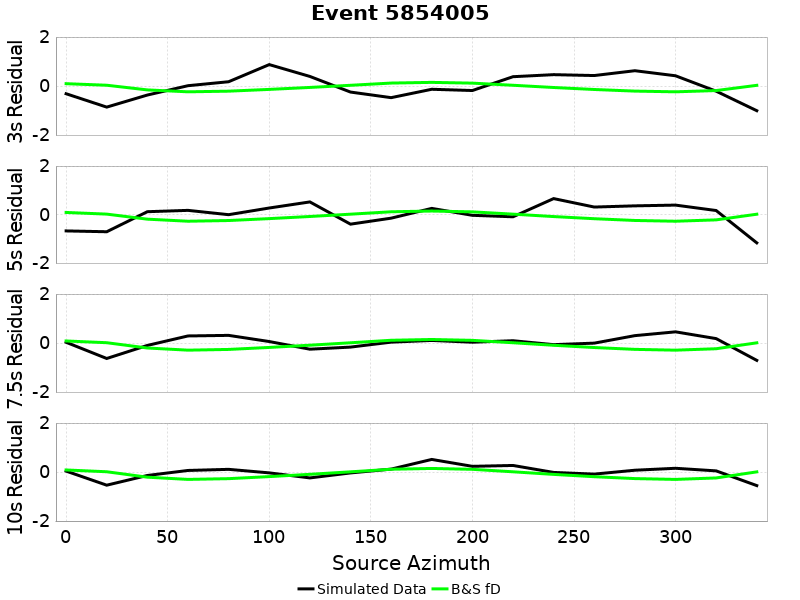 Event 5854005
3s Residual
2
0
-2
5s Residual
2
0
-2
7.5s Residual
2
0
-2
10s Residual
2
0
-2
0 50 100 150 200 250 300
Source Azimuth
Simulated Data B&S fD